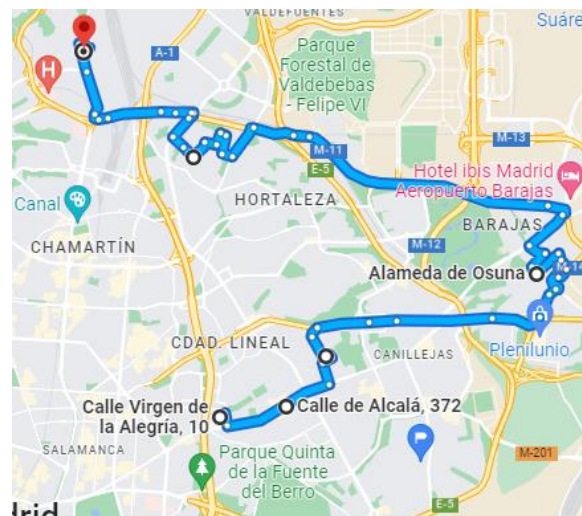 VALDEFUENTES
Suáre
A-1
Parque
Forestal de
Valdebebas
- Felipe VI
H
M-11
M-13
E-5
Hotel ibis Madrid
Aeropuerto Barajas
Canal
HORTALEZA
BARAJAS
CHAMARTÍN
M-12
Alameda de Osuna
M-14
CDAD. LINEAL
CANILLEJAS
Plenilunio
Calle Virgen de
la Alegría, 10
Calle de Alcalá, 372
SALAMANCA
Parque Quinta
de la Fuente
del Berro
M-201
E-5
drid